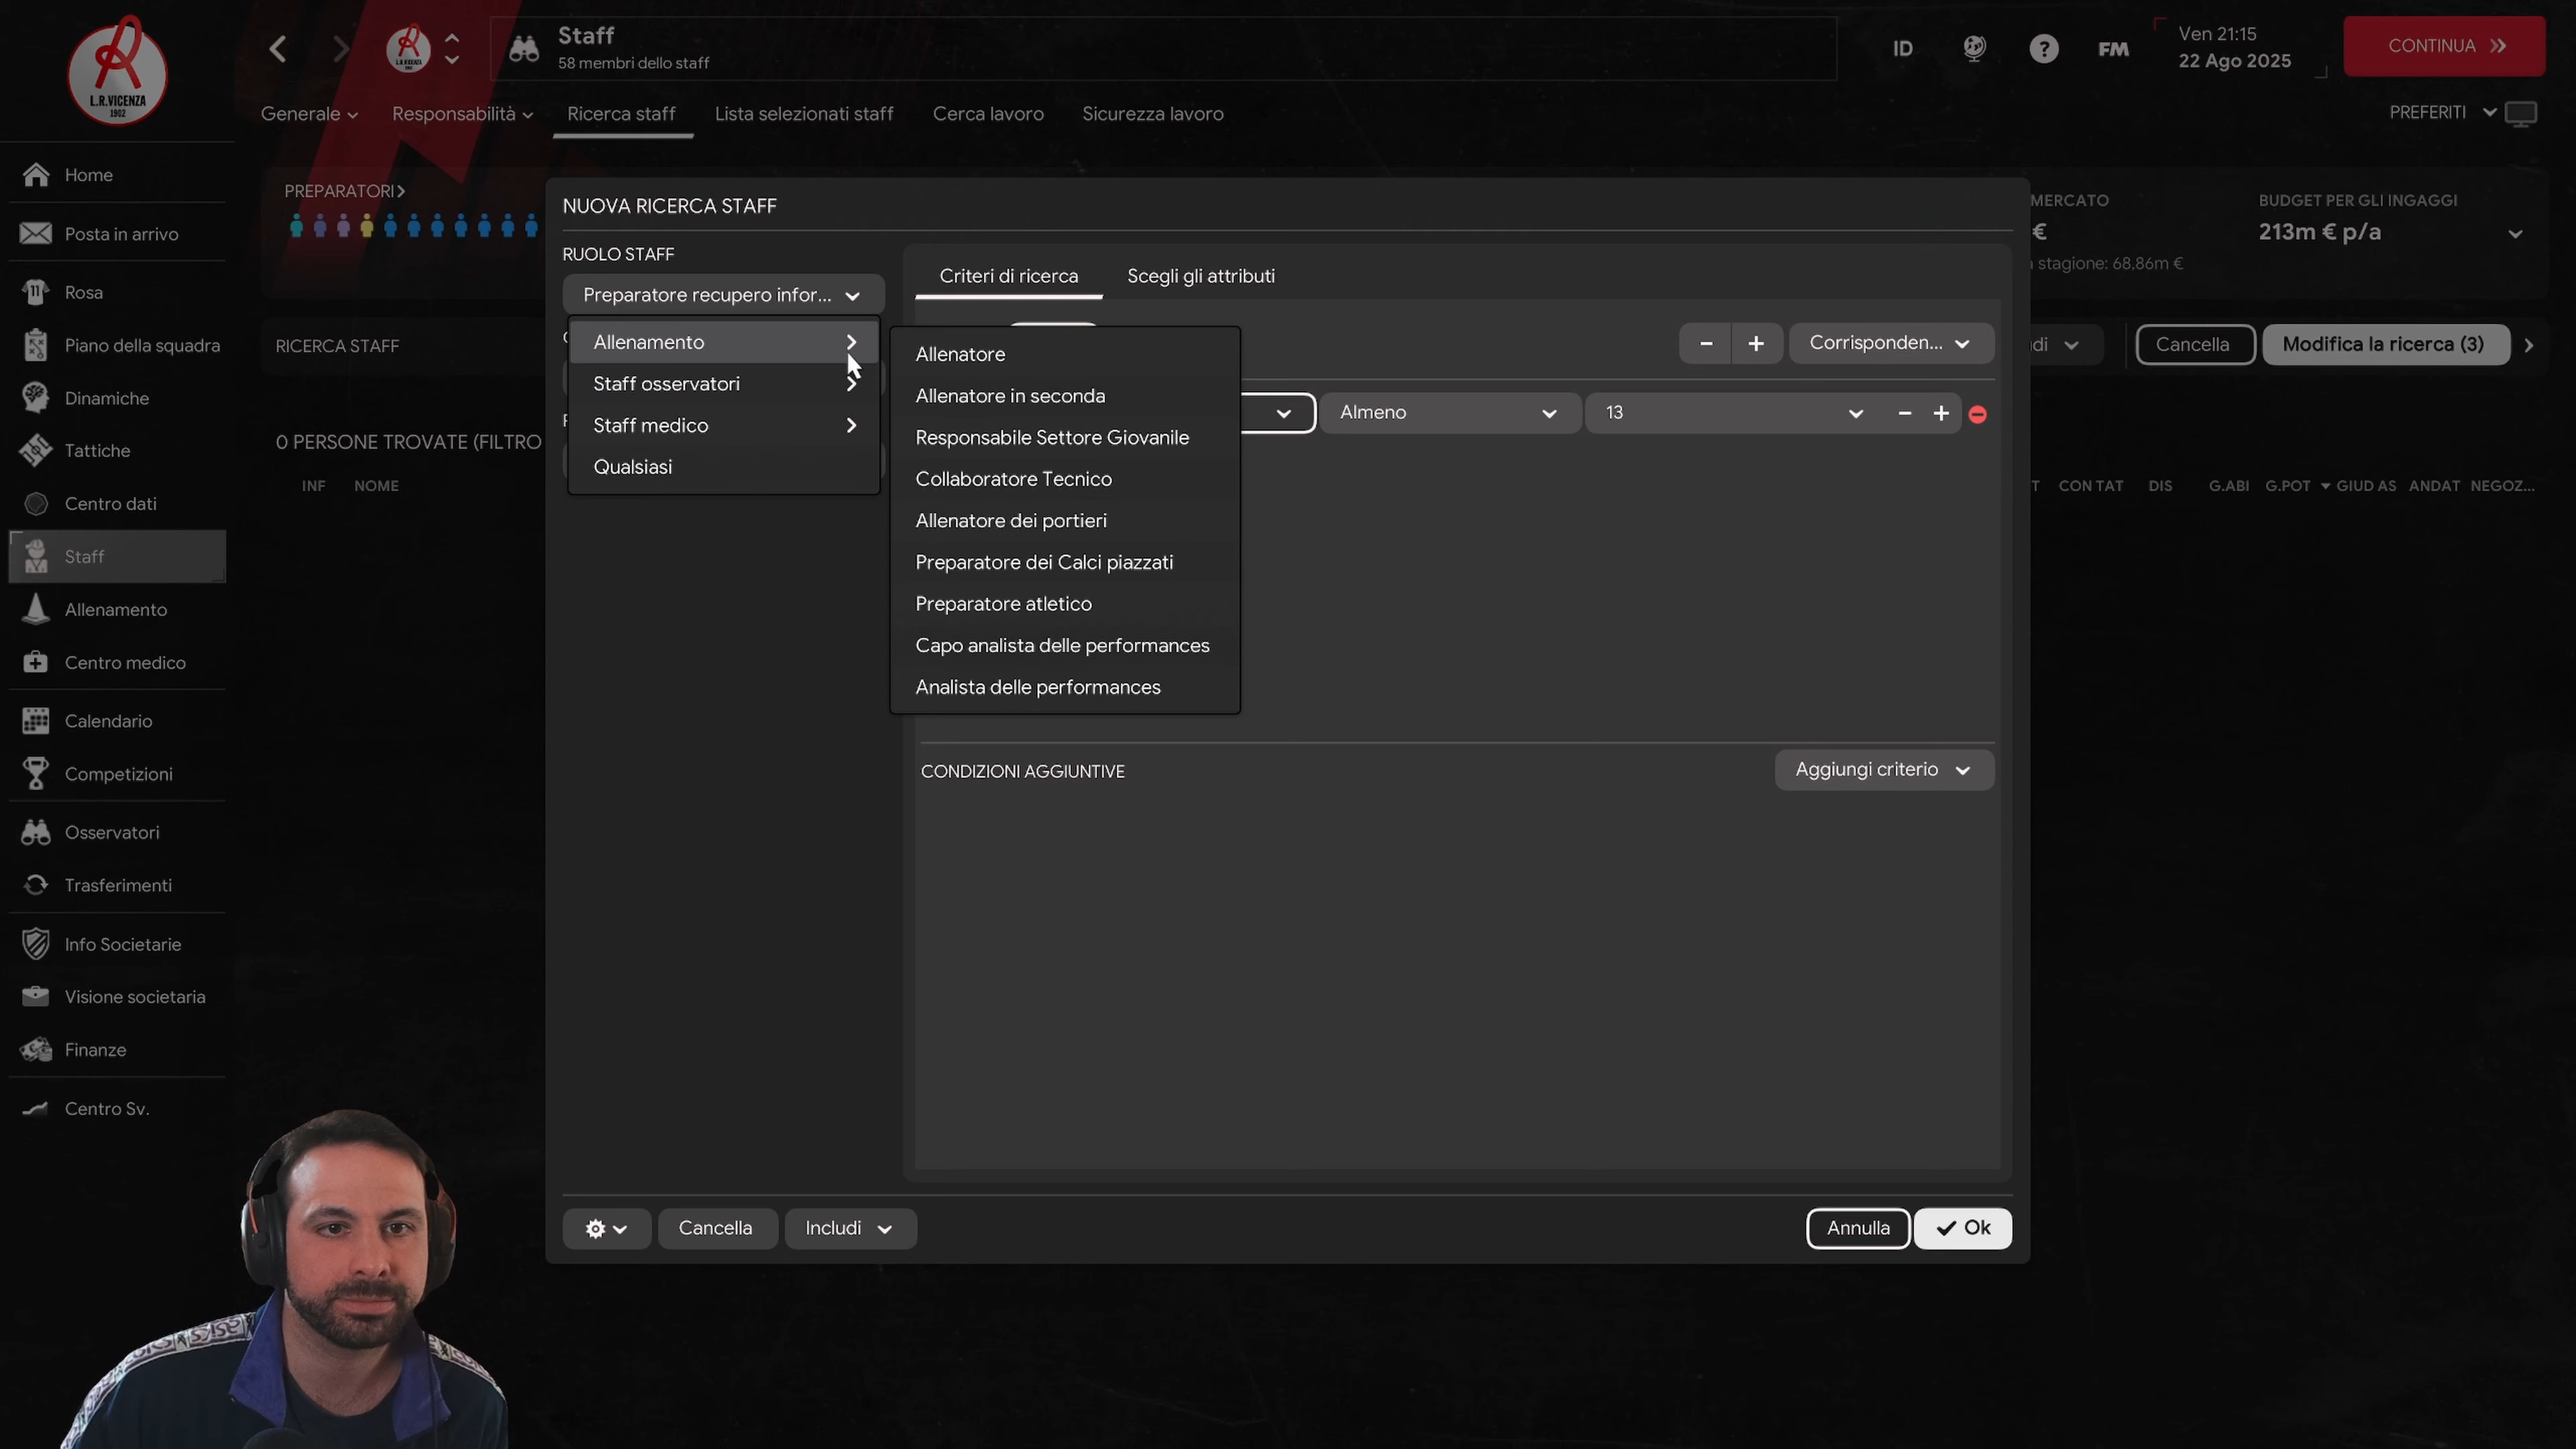 L.R.VICENZA
1902
L.R.VICENZA
Staff
58 membri dello staff
ID
FM
Ven 21:15
22 Ago 2025
CONTINUA
Generale
Responsabilità
Ricerca staff
Lista selezionati staff
Cerca lavoro
Sicurezza lavoro
PREFERITI
Home
Posta in arrivo
11
Rosa
Piano della squadra
Dinamiche
Tattiche
Centro dati
Staff
Allenamento
Centro medico
Calendario
Competizioni
Osservatori
Trasferimenti
Info Societarie
Visione societaria
Finanze
Centro Sv.
PREPARATORI
MERCATO
€
stagione: 68,86m €
BUDGET PER GLI INGAGGI
213m € p/a
RICERCA STAFF
di
Cancella
Modifica la ricerca (3)
0 PERSONE TROVATE (FILTRO
INF
NOME
T
CON TAT
DIS
G.ABI
G.POT
GIUD AS
ANDAT
NEGOZ...
NUOVA RICERCA STAFF
RUOLO STAFF
Preparatore recupero infor...
Allenamento
Staff osservatori
Staff medico
Qualsiasi
Allenatore
Allenatore in seconda
Responsabile Settore Giovanile
Collaboratore Tecnico
Allenatore dei portieri
Preparatore dei Calci piazzati
Preparatore atletico
Capo analista delle performances
Analista delle performances
Criteri di ricerca
Scegli gli attributi
Corrisponden...
Almeno
13
CONDIZIONI AGGIUNTIVE
Aggiungi criterio
Cancella
Includi
Annulla
Ok